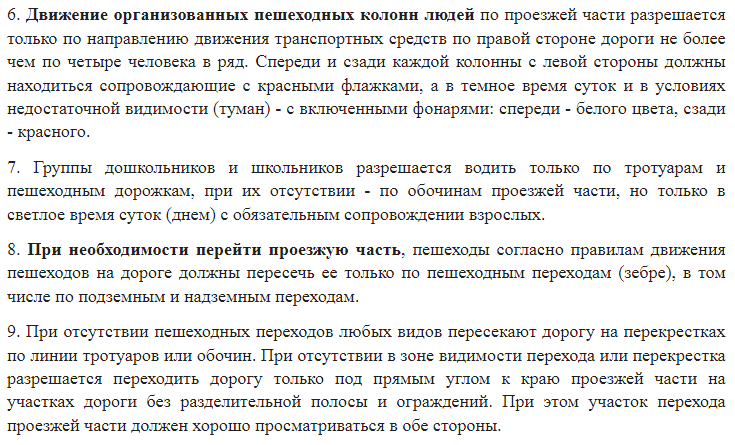 6. Движение организованных пешеходных колонн людей по проезжей части разрешается
только по направлению движения транспортных средств по правой стороне дороги не более
чем по четыре человека в ряд. Спереди и сзади каждой колонны с левой стороны должны
находиться сопровождающие с красными флажками, а в темное время суток и в условиях
недостаточной видимости (туман) - с включенными фонарями: спереди - белого цвета, сзади
- красного.
7. Группы дошкольников и школьников разрешается водить только по тротуарам и
пешеходным дорожкам, при их отсутствии - по обочинам проезжей части, но только в
светлое время суток (днем) с обязательным сопровождении взрослых.
8. При необходимости перейти проезжую часть, пешеходы согласно правилам движения
пешеходов на дороге должны пересечь ее только по пешеходным переходам (зебре), в том
числе по подземным и надземным переходам.
9. При отсутствии пешеходных переходов любых видов пересекают дорогу на перекрестках
по линии тротуаров или обочин. При отсутствии в зоне видимости перехода или перекрестка
разрешается переходить дорогу только под прямым углом к краю проезжей части на
участках дороги без разделительной полосы и ограждений. При этом участок перехода
проезжей части должен хорошо просматриваться в обе стороны.